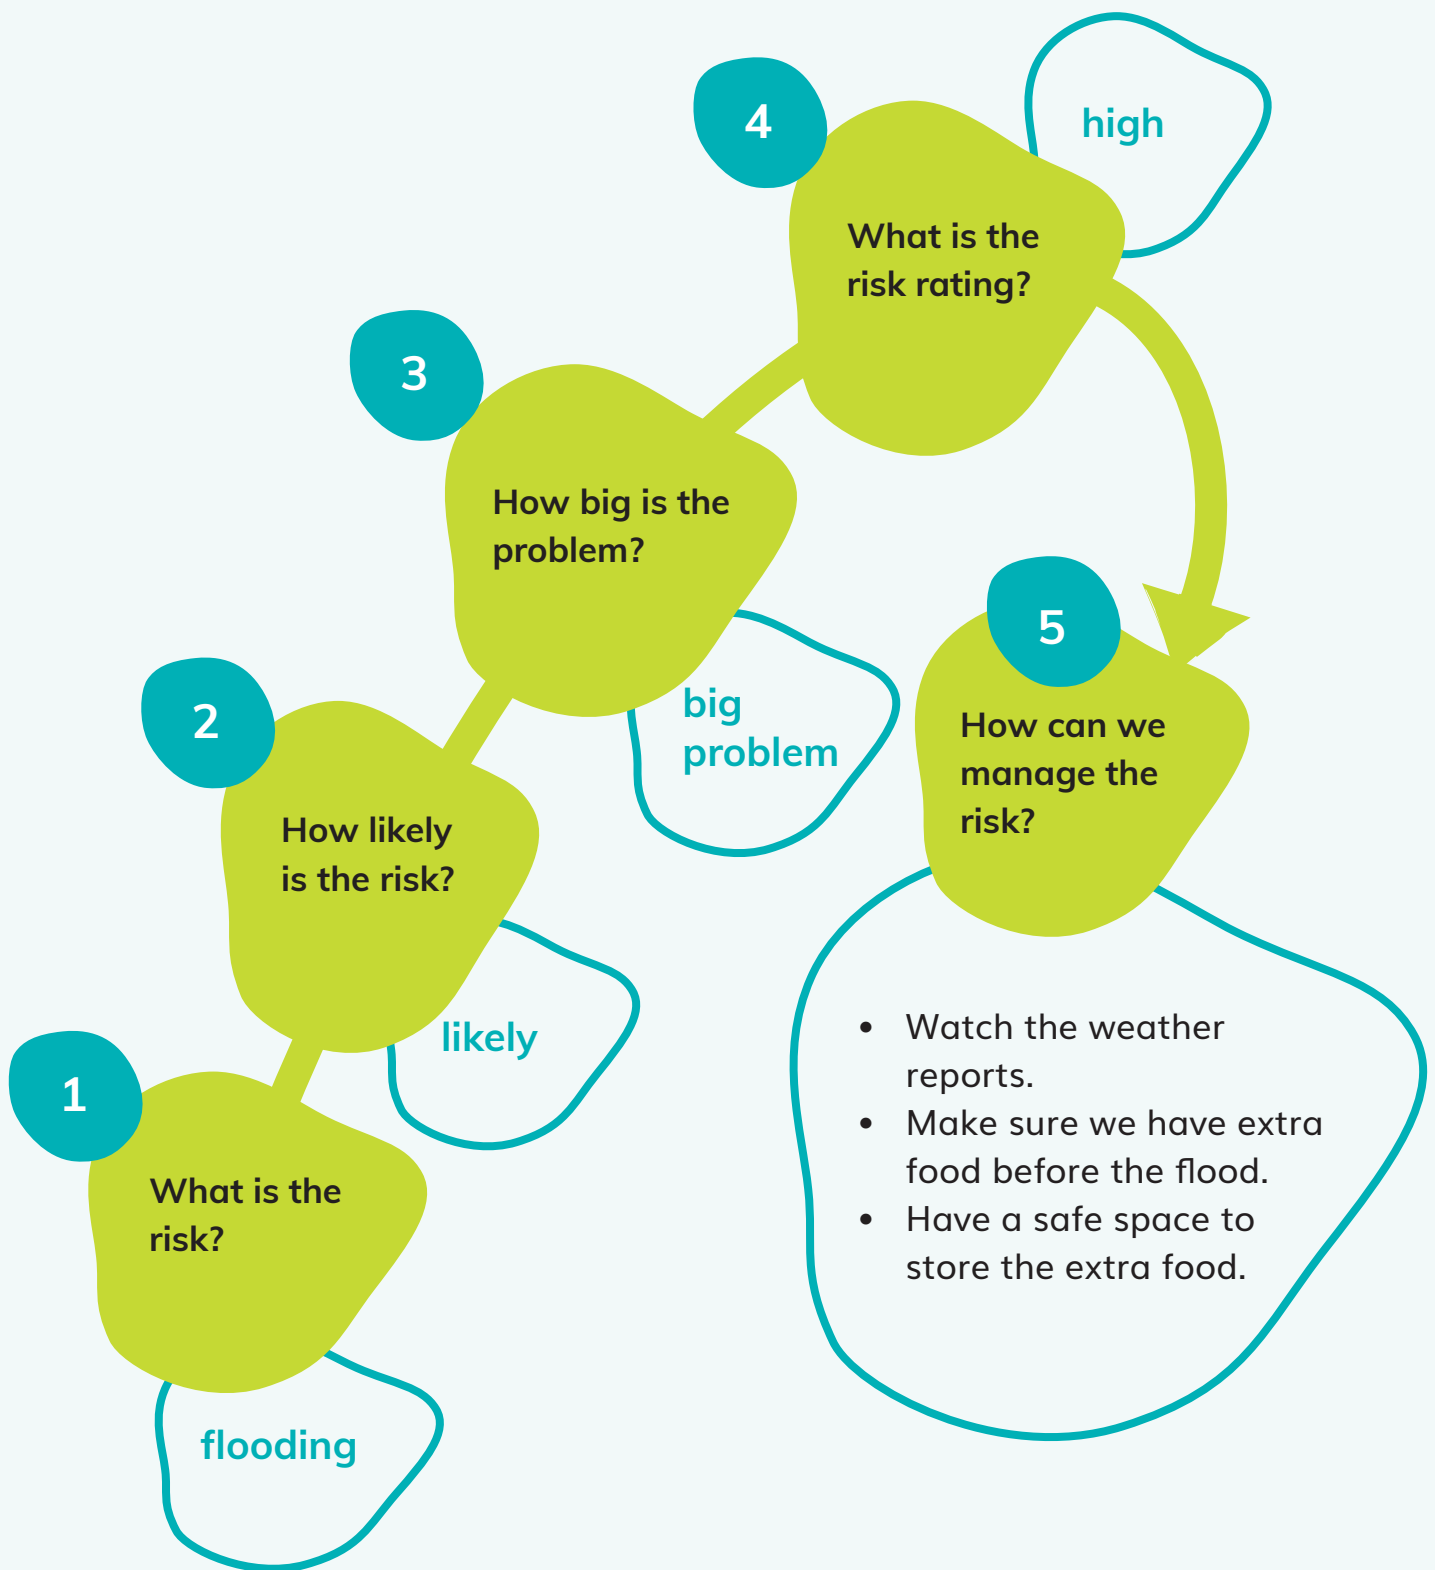 1
What is the
risk?
flooding
2
How likely
is the risk?
likely
3
How big is the
problem?
big
problem
4
What is the
risk rating?
high
5
How can we
manage the
risk?
• Watch the weather
reports.
• Make sure we have extra
food before the flood.
• Have a safe space to
store the extra food.